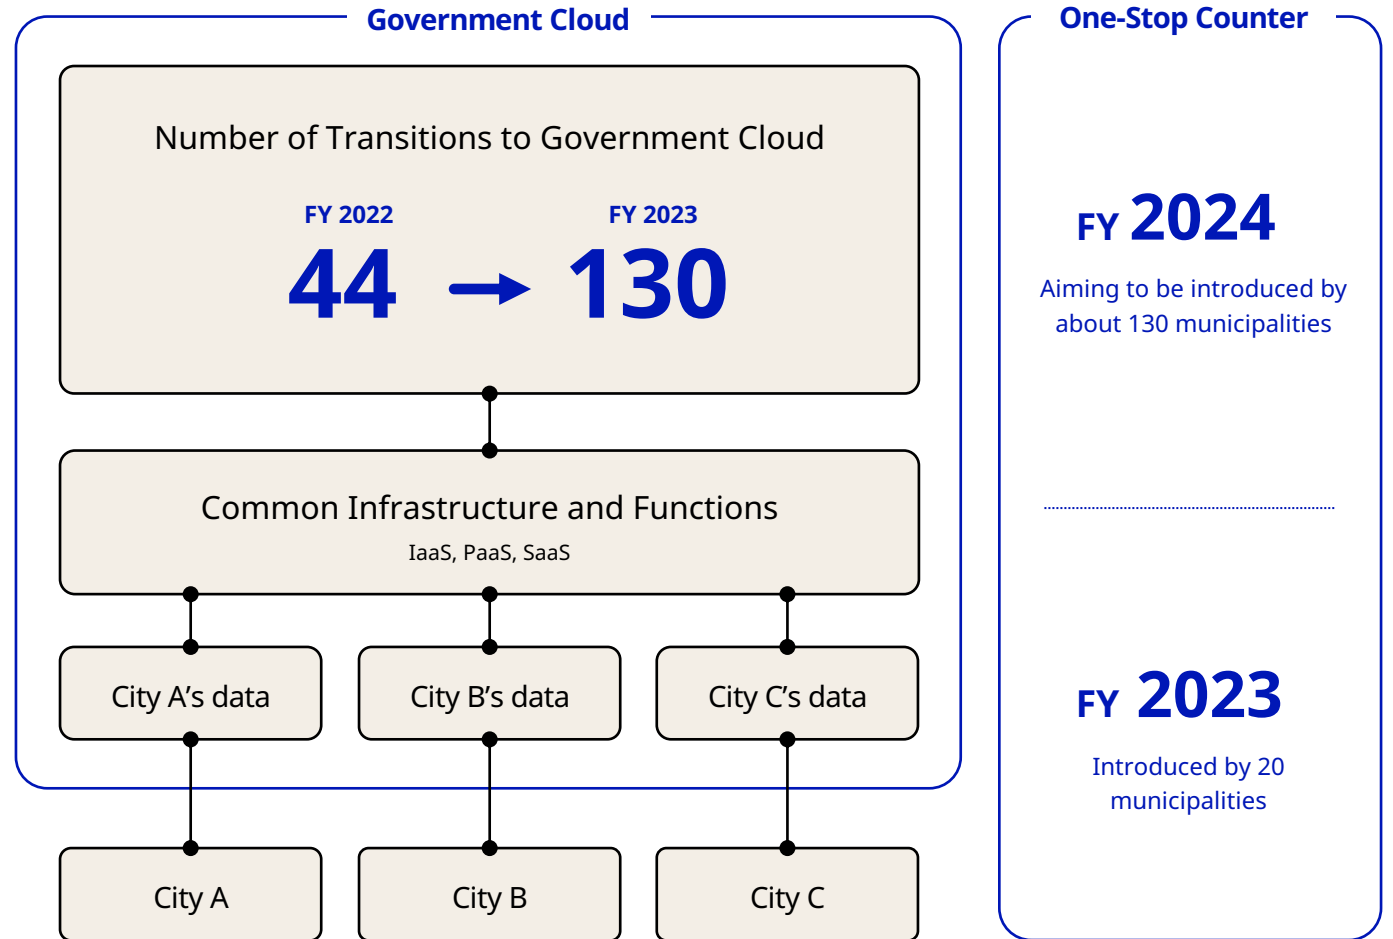 Government Cloud
Number of Transitions to Government Cloud
FY 2022
FY 2023
44
130
Common Infrastructure and Functions
IaaS, PaaS, SaaS
City A’s data
City B’s data
City C’s data
City A
City B
City C
One-Stop Counter
FY 2024
Aiming to be introduced by
about 130 municipalities
FY 2023
Introduced by 20
municipalities